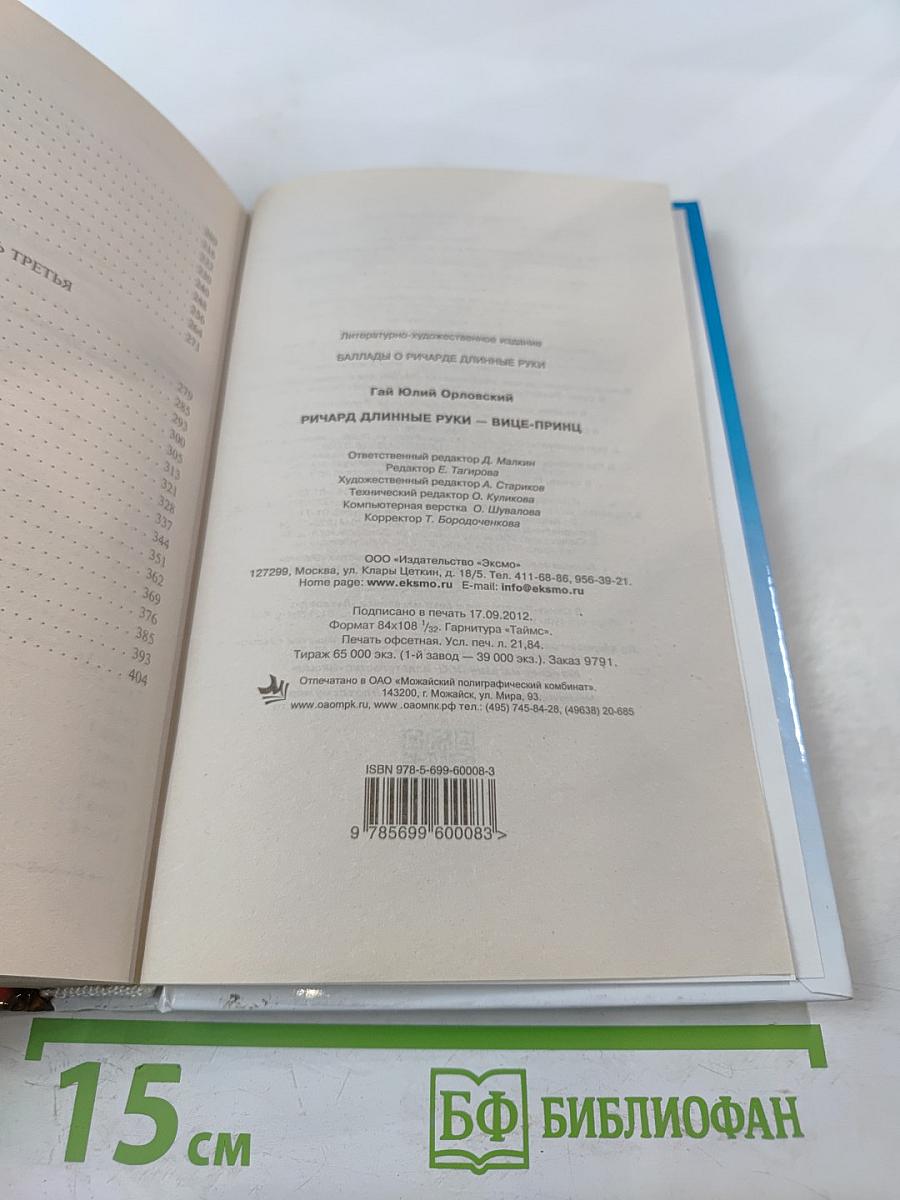 Ь ТРЕТЬЯ
271
279
285
293
300
305
313
321
328
337
344
351
362
369
376
385
393
404
Литературно-художественное издание
БАЛЛАДЫ О РИЧАРДЕ ДЛИННЫЕ РУКИ
Гай Юлий Орловский
РИЧАРД ДЛИННЫЕ РУКИ — ВИЦЕ-ПРИНЦ
Ответственный редактор Д. Малкин
Редактор Е. Тагирова
Художественный редактор А. Стариков
Технический редактор О. Куликова
Компьютерная верстка О. Шувалова
Корректор Т. Бородоченкова
ООО «Издательство «Эксмо»
127299, Москва, ул. Клары Цеткин, д. 18/5. Тел. 411-68-86, 956-39-21.
Home page: www.eksmo.ru E-mail: info@eksmo.ru
Подписано в печать 17.09.2012.
Формат 84x108 1/32. Гарнитура «Таймс».
Печать офсетная. Усл. печ. л. 21,84.
Тираж 65 000 экз. (1-й завод — 39 000 экз.). Заказ 9791.
Отпечатано в ОАО «Можайский полиграфический комбинат».
143200, г. Можайск, ул. Мира, 93.
www.oaompk.ru, www .оаомпк.рф тел.: (495) 745-84-28, (49638) 20-685
ISBN 978-5-699-60008-3
9 785699 600083 >
15 см
БФ БИБЛИОФАН